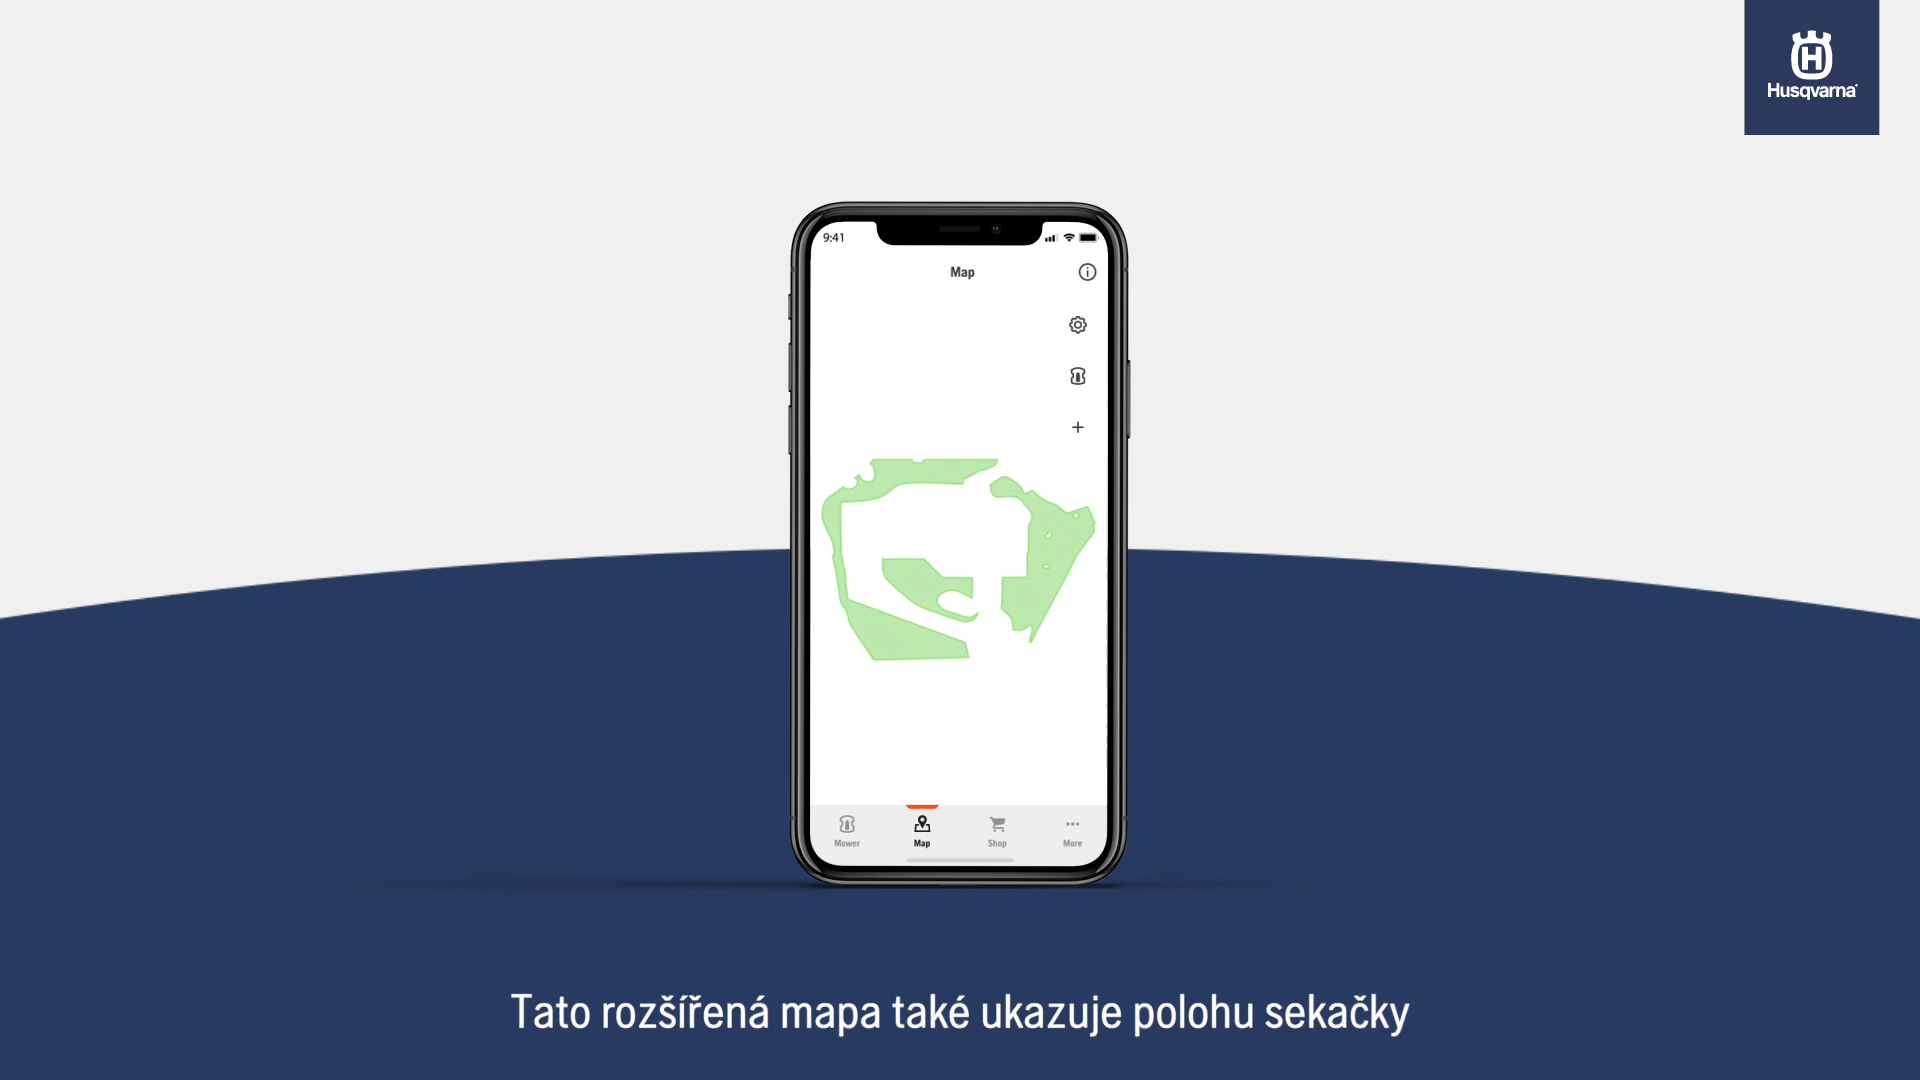 Husqvarna
9:41
Map
Mower
Map
Shop
More
Tato rozšířená mapa také ukazuje polohu sekačky